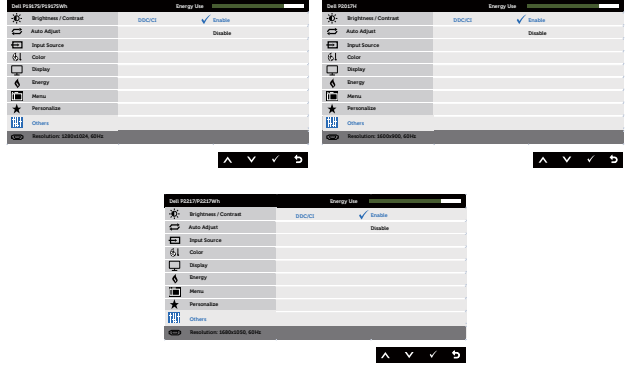 Dell P1917S/P1917SWh Energy Use
Brightness / Contrast DDC/CI Enable
Auto Adjust Disable
Input Source
Color
Display
Energy
Menu
Personalize
Others
Resolution: 1280x1024, 60Hz
Dell P2017H Energy Use
Brightness / Contrast DDC/CI Enable
Auto Adjust Disable
Input Source
Color
Display
Energy
Menu
Personalize
Others
Resolution: 1600x900, 60Hz
Dell P2217/P2217Wh Energy Use
Brightness / Contrast DDC/CI Enable
Auto Adjust Disable
Input Source
Color
Display
Energy
Menu
Personalize
Others
Resolution: 1680x1050, 60Hz